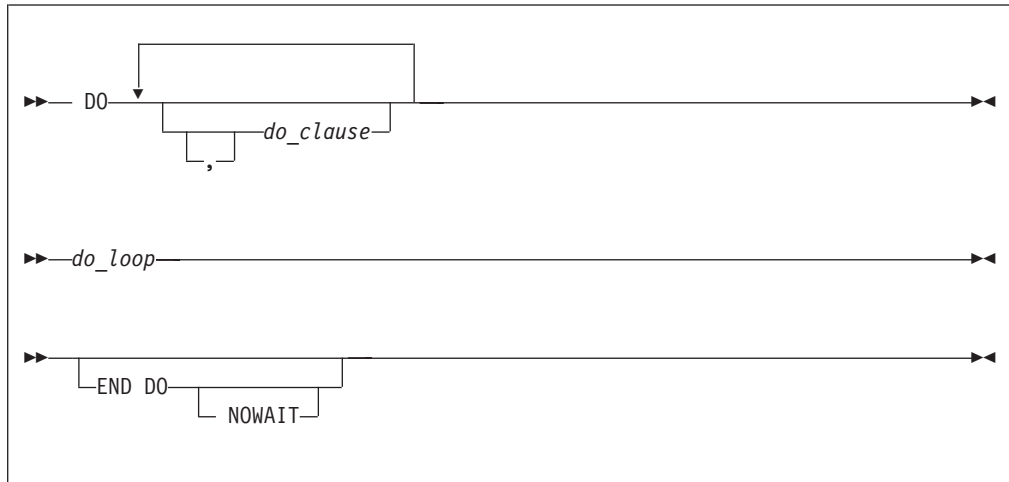 DO
do_clause
,
do_loop
END DO
NOWAIT